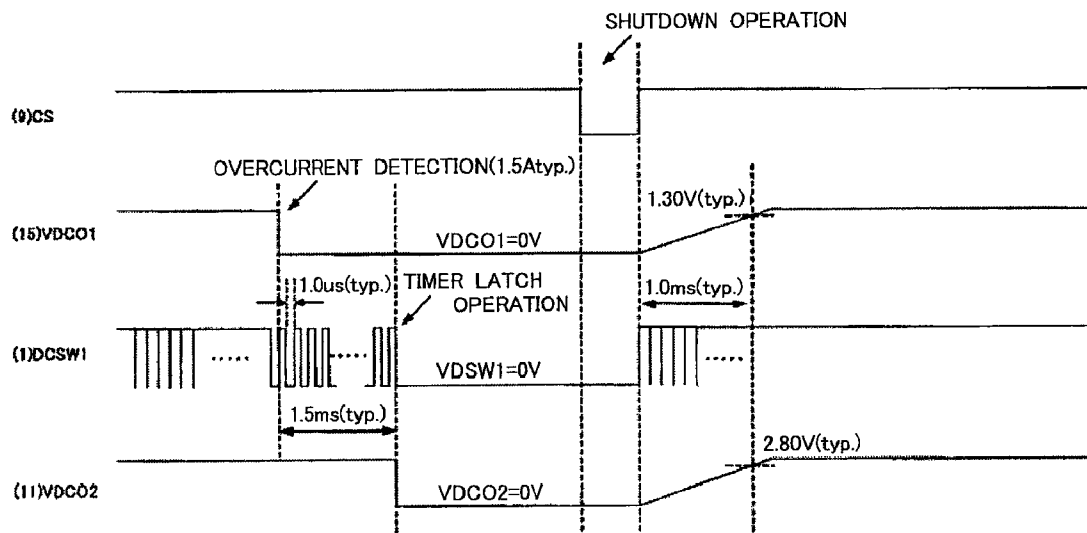 SHUTDOWN OPERATION
(9)CS
OVERCURRENT DETECTION(1.5Atyp.)
1.30V(typ.)
(15)VDCO1
VDCO1=0V
1.0us(typ.)
TIMER LATCH
OPERATION
1.0ms(typ.)
(1)DCSW1
VDSW1=0V
1.5ms(typ.)
2.80V(typ.)
(11)VDCO2
VDCO2=0V